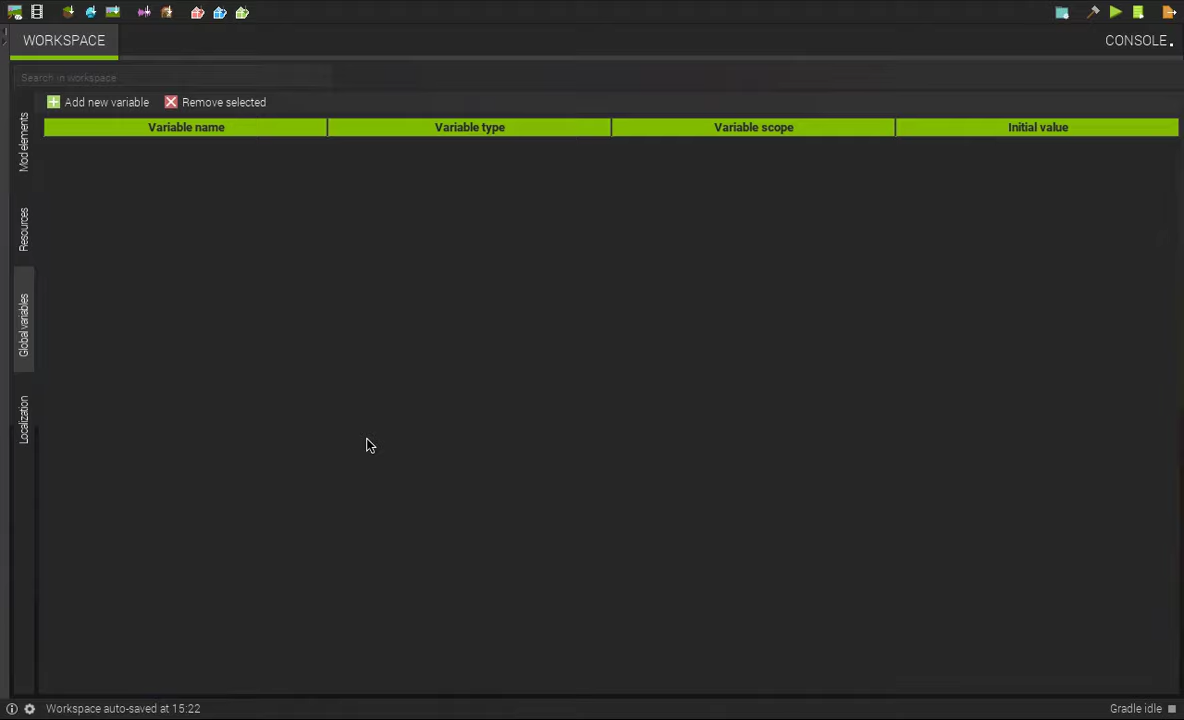 WORKSPACE
CONSOLE
Search in workspace
Add new variable
Remove selected
Variable name
Variable type
Variable scope
Initial value
Mod elements
Resources
Global variables
Localization
Workspace auto-saved at 15:22
Gradle idle